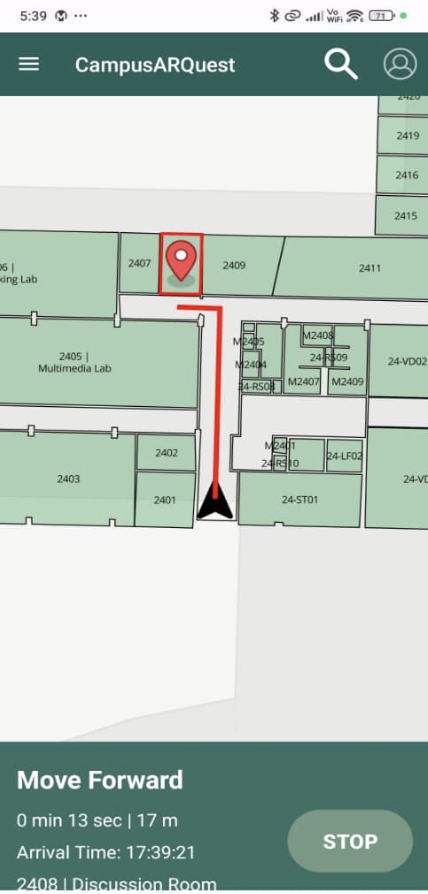 5:39 ... Vo WiFi 71
CampusARQuest
2420
2419
2416
2415
06 |
king Lab
2407
2409
2411
2405 |
Multimedia Lab
M2405
M2408
M2404
24-RS09
24-VD02
24-RS08
M2407
M2409
2402
M2401
24-RS10
24-LF02
2403
2401
24-ST01
24-VD
Move Forward
0 min 13 sec | 17 m
Arrival Time: 17:39:21
STOP
2408 | Discussion Room